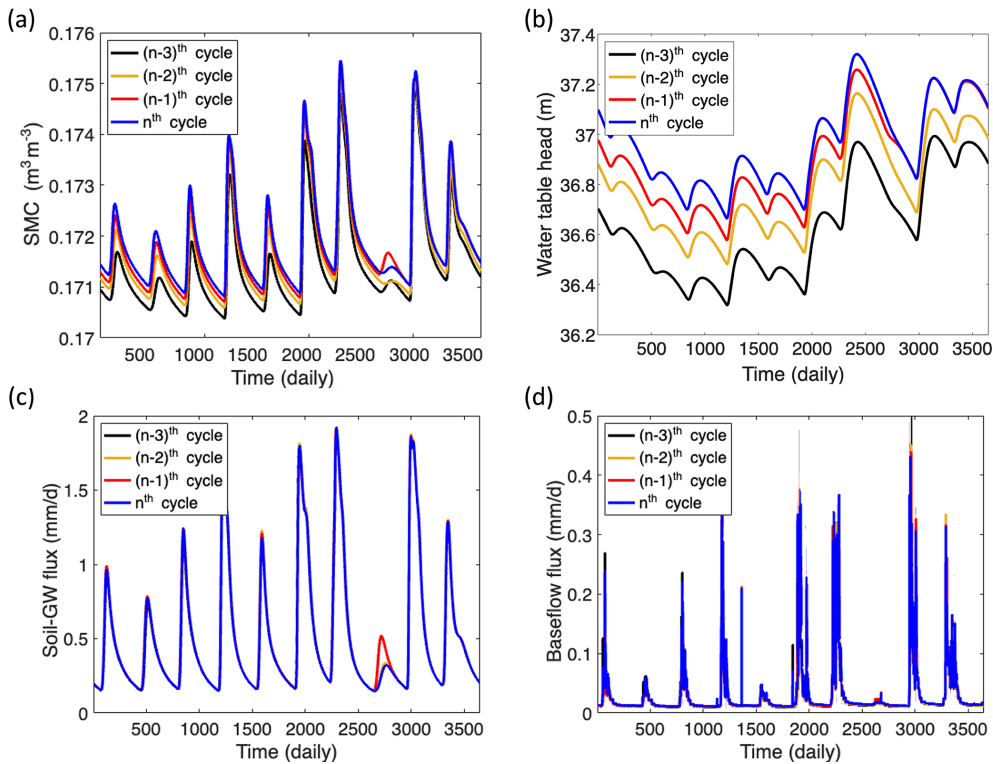 (a)
SMC (m³ m⁻³)
0.176
0.175
0.174
0.173
0.172
0.171
0.17
(n-3)th cycle
(n-2)th cycle
(n-1)th cycle
nth cycle
500 1000 1500 2000 2500 3000 3500
Time (daily)
(b)
Water table head (m)
37.4
37.2
37
36.8
36.6
36.4
36.2
(n-3)th cycle
(n-2)th cycle
(n-1)th cycle
nth cycle
500 1000 1500 2000 2500 3000 3500
Time (daily)
(c)
Soil-GW flux (mm/d)
2
1.5
1
0.5
0
(n-3)th cycle
(n-2)th cycle
(n-1)th cycle
nth cycle
500 1000 1500 2000 2500 3000 3500
Time (daily)
(d)
Baseflow flux (mm/d)
0.5
0.4
0.3
0.2
0.1
0
(n-3)th cycle
(n-2)th cycle
(n-1)th cycle
nth cycle
500 1000 1500 2000 2500 3000 3500
Time (daily)